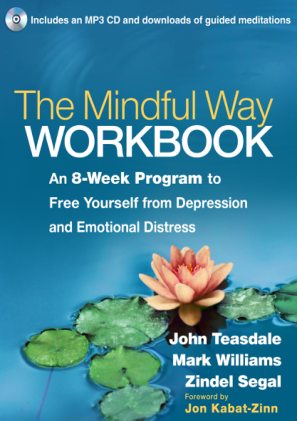 Includes an MP3 CD and downloads of guided meditations
The Mindful Way
WORKBOOK
An 8-Week Program to
Free Yourself from Depression
and Emotional Distress
John Teasdale
Mark Williams
Zindel Segal
Foreword by
Jon Kabat-Zinn